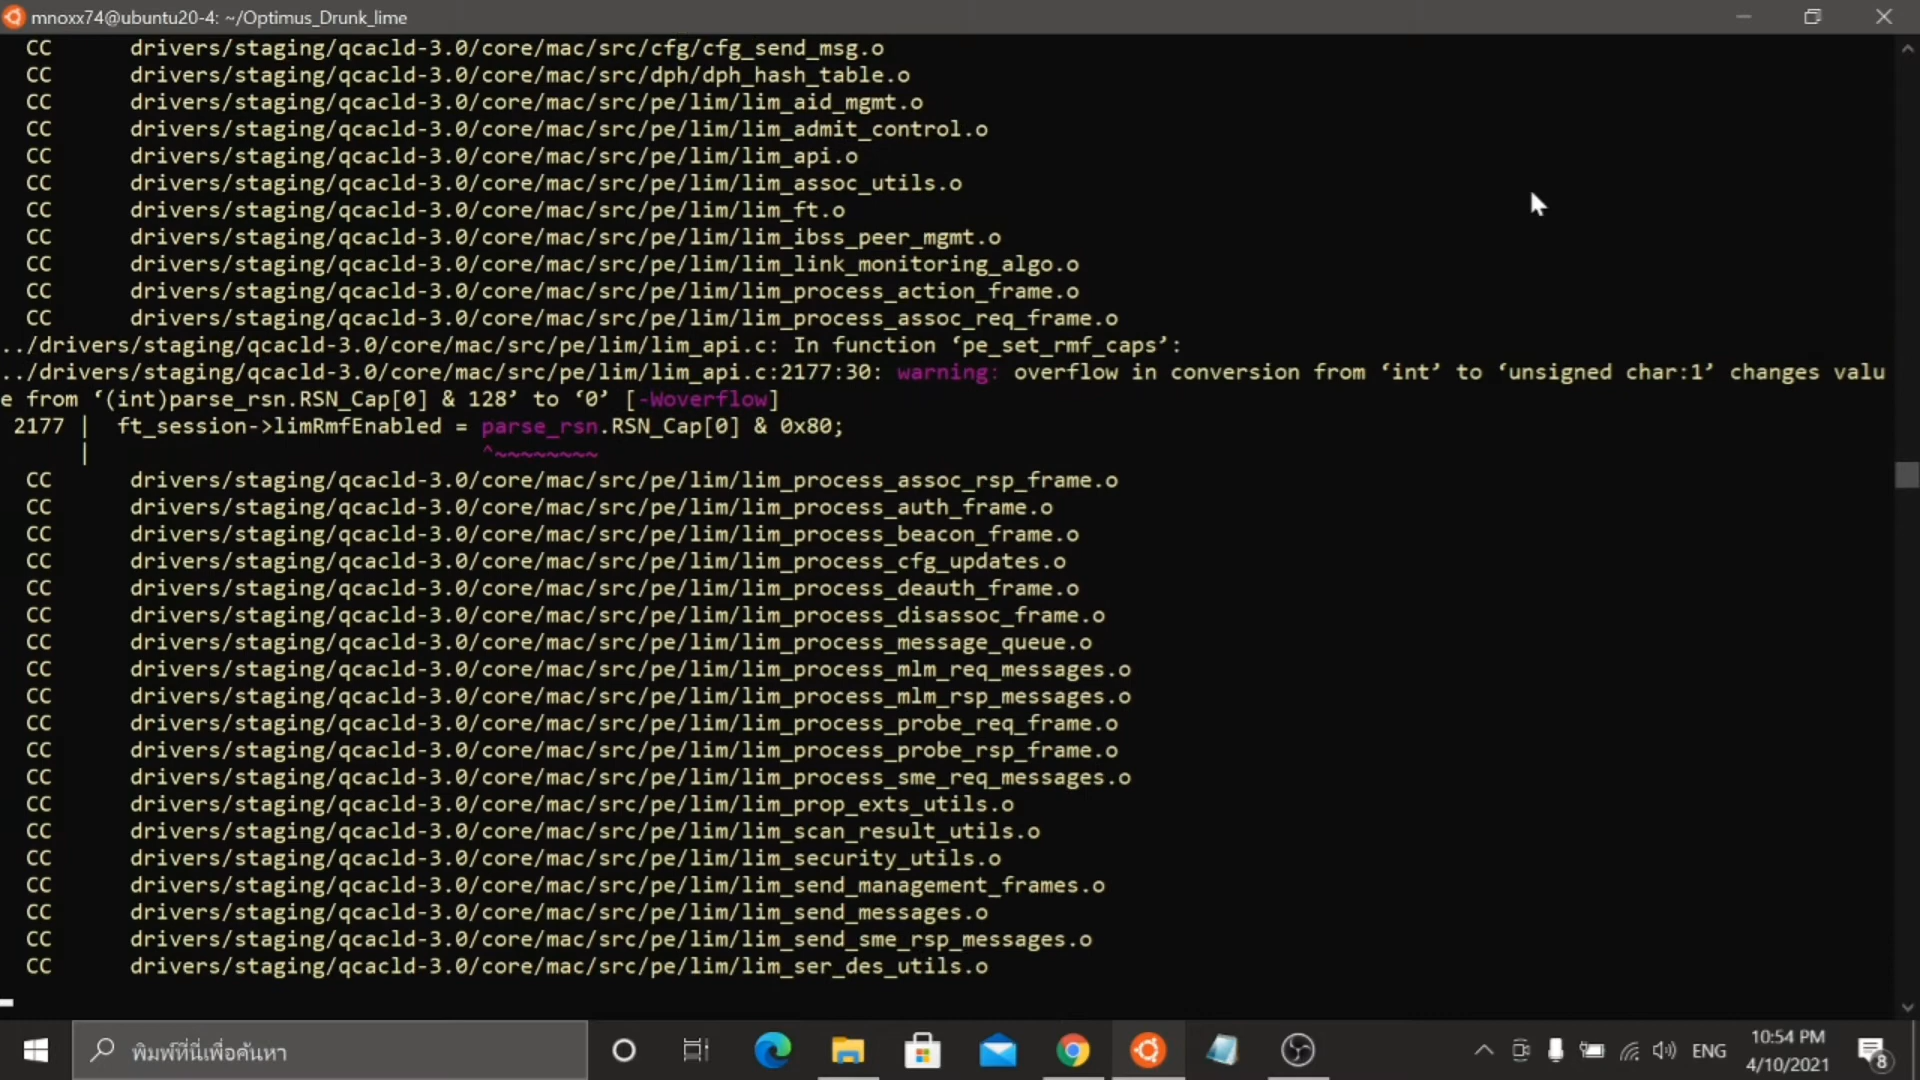 mnoxx74@ubuntu20-4: ~/Optimus_Drunk_lime
CC drivers/staging/qcacld-3.0/core/mac/src/cfg/cfg_send_msg.o
CC drivers/staging/qcacld-3.0/core/mac/src/dph/dph_hash_table.o
CC drivers/staging/qcacld-3.0/core/mac/src/pe/lim/lim_aid_mgmt.o
CC drivers/staging/qcacld-3.0/core/mac/src/pe/lim/lim_admit_control.o
CC drivers/staging/qcacld-3.0/core/mac/src/pe/lim/lim_api.o
CC drivers/staging/qcacld-3.0/core/mac/src/pe/lim/lim_assoc_utils.o
CC drivers/staging/qcacld-3.0/core/mac/src/pe/lim/lim_ft.o
CC drivers/staging/qcacld-3.0/core/mac/src/pe/lim/lim_ibss_peer_mgmt.o
CC drivers/staging/qcacld-3.0/core/mac/src/pe/lim/lim_link_monitoring_algo.o
CC drivers/staging/qcacld-3.0/core/mac/src/pe/lim/lim_process_action_frame.o
CC drivers/staging/qcacld-3.0/core/mac/src/pe/lim/lim_process_assoc_req_frame.o
../drivers/staging/qcacld-3.0/core/mac/src/pe/lim/lim_api.c: In function ‘pe_set_rmf_caps’:
../drivers/staging/qcacld-3.0/core/mac/src/pe/lim/lim_api.c:2177:30: warning: overflow in conversion from ‘int’ to ‘unsigned char:1’ changes valu
e from ‘(int)parse_rsn.RSN_Cap[0] & 128’ to ‘0’ [-Woverflow]
2177 | ft_session->limRmfEnabled = parse_rsn.RSN_Cap[0] & 0x80;
| ^~~~~~~~~
CC drivers/staging/qcacld-3.0/core/mac/src/pe/lim/lim_process_assoc_rsp_frame.o
CC drivers/staging/qcacld-3.0/core/mac/src/pe/lim/lim_process_auth_frame.o
CC drivers/staging/qcacld-3.0/core/mac/src/pe/lim/lim_process_beacon_frame.o
CC drivers/staging/qcacld-3.0/core/mac/src/pe/lim/lim_process_cfg_updates.o
CC drivers/staging/qcacld-3.0/core/mac/src/pe/lim/lim_process_deauth_frame.o
CC drivers/staging/qcacld-3.0/core/mac/src/pe/lim/lim_process_disassoc_frame.o
CC drivers/staging/qcacld-3.0/core/mac/src/pe/lim/lim_process_message_queue.o
CC drivers/staging/qcacld-3.0/core/mac/src/pe/lim/lim_process_mlm_req_messages.o
CC drivers/staging/qcacld-3.0/core/mac/src/pe/lim/lim_process_mlm_rsp_messages.o
CC drivers/staging/qcacld-3.0/core/mac/src/pe/lim/lim_process_probe_req_frame.o
CC drivers/staging/qcacld-3.0/core/mac/src/pe/lim/lim_process_probe_rsp_frame.o
CC drivers/staging/qcacld-3.0/core/mac/src/pe/lim/lim_process_sme_req_messages.o
CC drivers/staging/qcacld-3.0/core/mac/src/pe/lim/lim_prop_exts_utils.o
CC drivers/staging/qcacld-3.0/core/mac/src/pe/lim/lim_scan_result_utils.o
CC drivers/staging/qcacld-3.0/core/mac/src/pe/lim/lim_security_utils.o
CC drivers/staging/qcacld-3.0/core/mac/src/pe/lim/lim_send_management_frames.o
CC drivers/staging/qcacld-3.0/core/mac/src/pe/lim/lim_send_messages.o
CC drivers/staging/qcacld-3.0/core/mac/src/pe/lim/lim_send_sme_rsp_messages.o
CC drivers/staging/qcacld-3.0/core/mac/src/pe/lim/lim_ser_des_utils.o
พิมพ์ที่นี่เพื่อค้นหา
ENG
10:54 PM
4/10/2021
8